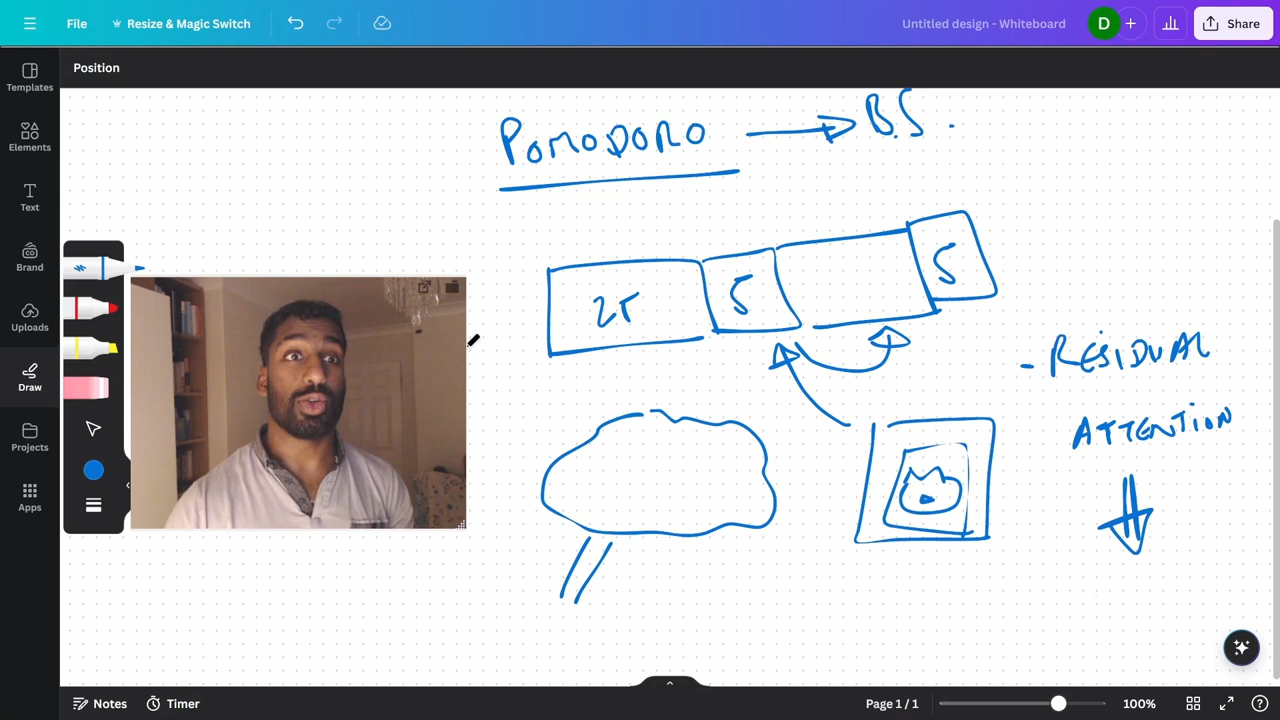 File
Resize & Magic Switch
Untitled design - Whiteboard
D
Share
Position
Templates
Elements
Text
Brand
Uploads
Draw
Projects
Apps
POMODORO
B.S.
25
5
5
- RESIDUAL
ATTENTION
Notes
Timer
Page 1 / 1
100%